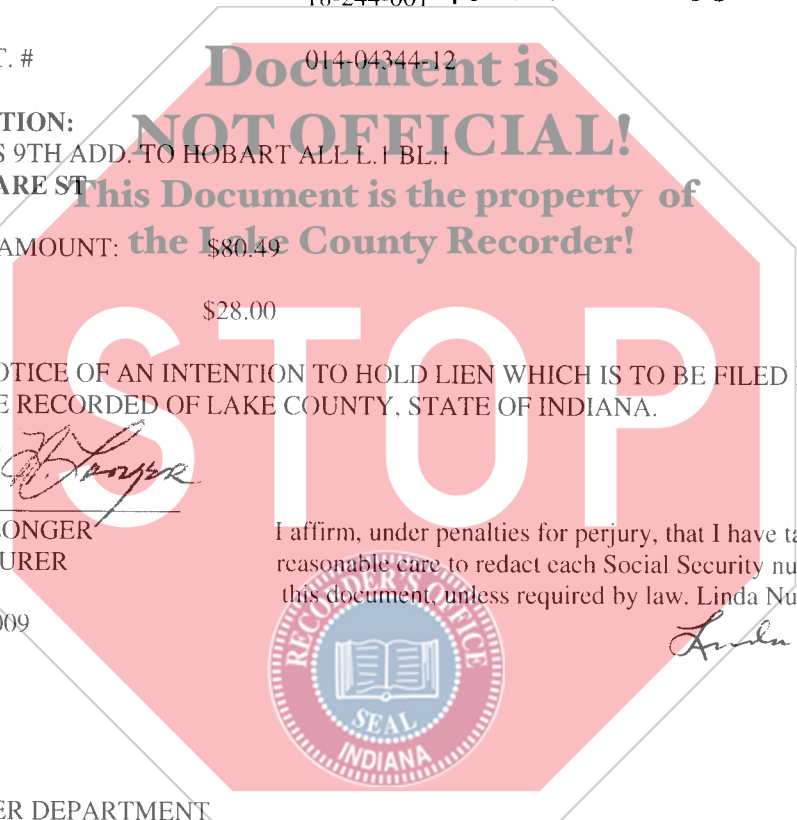 T. # 014-04344-12
Document is
TION:
NOT OFFICIAL!
S 9TH ADD. TO HOBART ALL L.1 BL.1
ARE ST
This Document is the property of
AMOUNT: $80.49
the Lake County Recorder!
$28.00
STOP
OTICE OF AN INTENTION TO HOLD LIEN WHICH IS TO BE FILED
E RECORDED OF LAKE COUNTY, STATE OF INDIANA.
LONGER
URER
I affirm, under penalties for perjury, that I have ta
reasonable care to redact each Social Security nu
this document, unless required by law. Linda Nu
009
RECORDER'S OFFICE
SEAL
INDIANA
ER DEPARTMENT